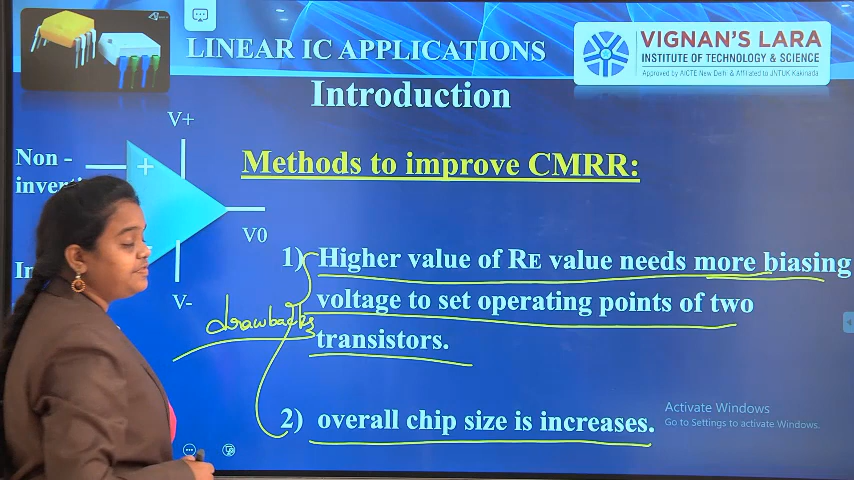 LINEAR IC APPLICATIONS
VIGNAN'S LARA
INSTITUTE OF TECHNOLOGY & SCIENCE
Approved by AICTE New Delhi & Affiliated to JNTUK Kakinada
Introduction
V+
Non -
+
Methods to improve CMRR:
V0
1) Higher value of RE value needs more biasing
voltage to set operating points of two
transistors.
V-
drawbacks
2) overall chip size is increases.
Activate Windows
Go to Settings to activate Windows.